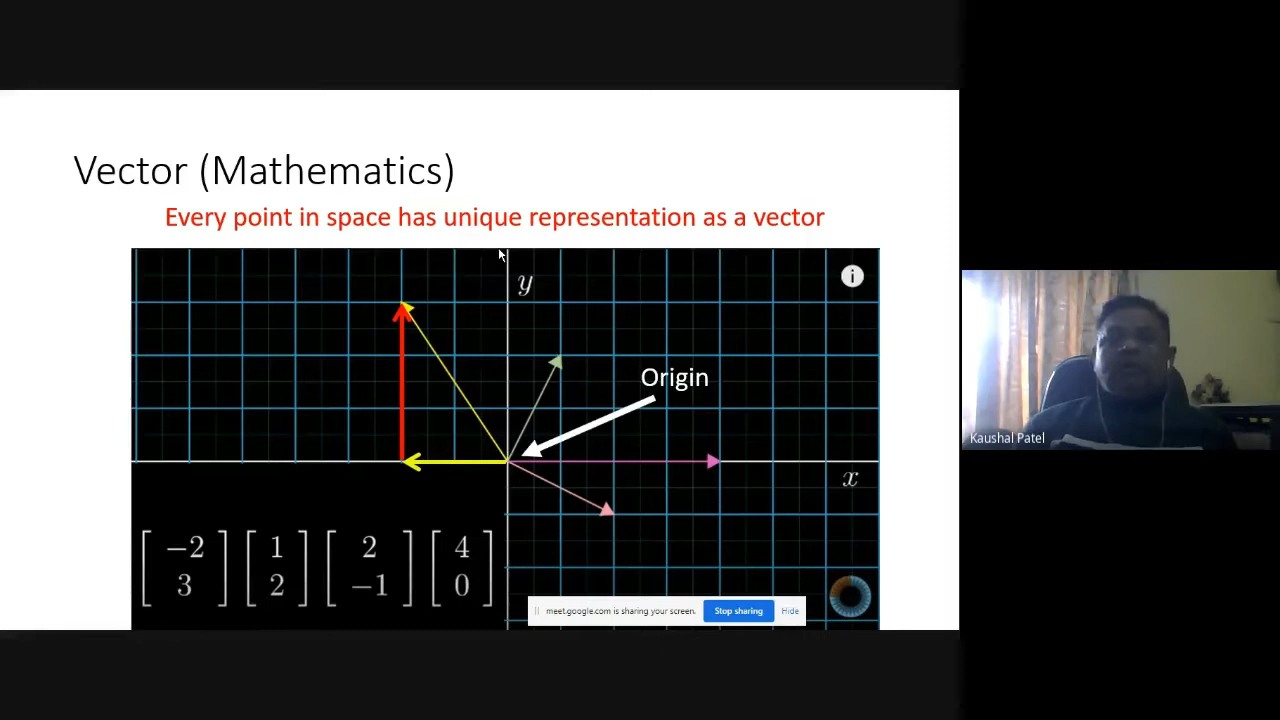 Vector (Mathematics)
Every point in space has unique representation as a vector
y
i
Origin
x
−2 1 2 4
3 2 −1 0
meet.google.com is sharing your screen. Stop sharing Hide
Kaushal Patel